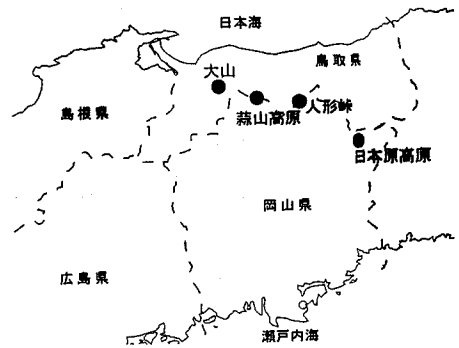 日本海
鳥取県
大山
島根県
蒜山高原
人形峠
日本原高原
岡山県
広島県
瀬戸内海